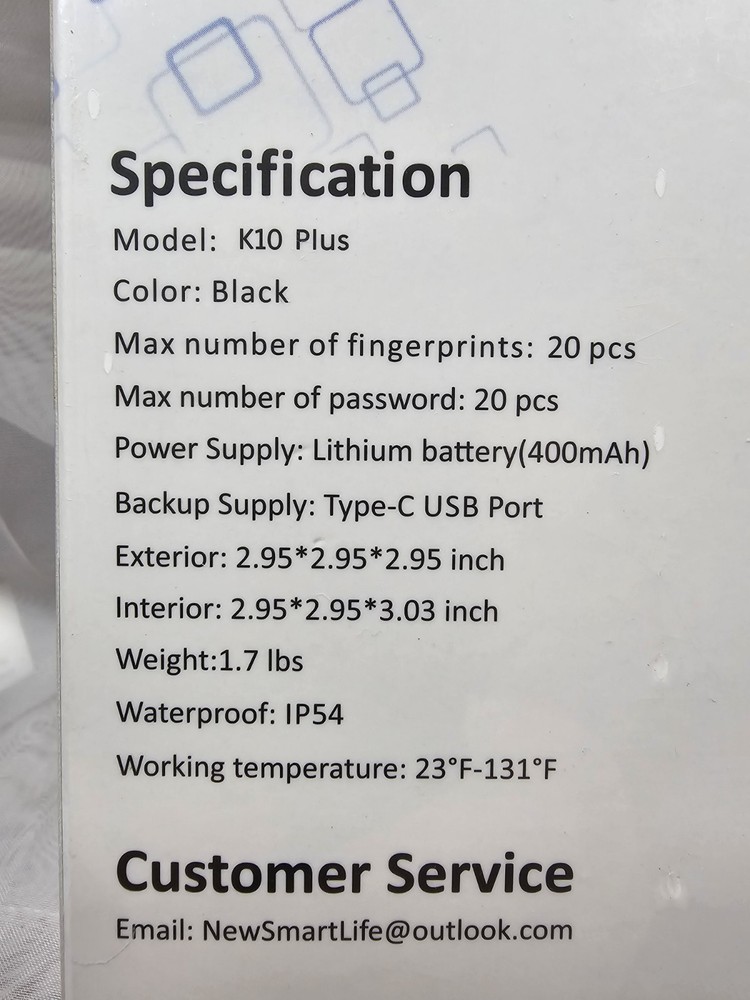 Specification
Model: K10 Plus
Color: Black
Max number of fingerprints: 20 pcs
Max number of password: 20 pcs
Power Supply: Lithium battery(400mAh)
Backup Supply: Type-C USB Port
Exterior: 2.95*2.95*2.95 inch
Interior: 2.95*2.95*3.03 inch
Weight:1.7 lbs
Waterproof: IP54
Working temperature: 23°F-131°F
Customer Service
Email: NewSmartLife@outlook.com